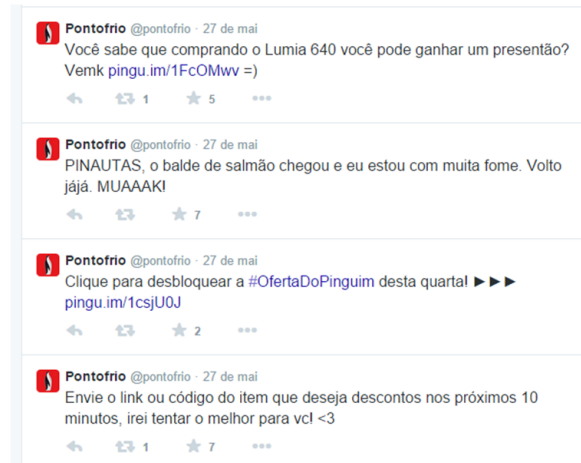 Pontofrio @pontofrio · 27 de mai
Você sabe que comprando o Lumia 640 você pode ganhar um presentão?
Vemk pingu.im/1FcOMwv =)
1 5
Pontofrio @pontofrio · 27 de mai
PINAUTAS, o balde de salmão chegou e eu estou com muita fome. Volto
jájá. MUAAAK!
7
Pontofrio @pontofrio · 27 de mai
Clique para desbloquear a #OfertaDoPinguim desta quarta! ►►►
pingu.im/1csjU0J
2
Pontofrio @pontofrio · 27 de mai
Envie o link ou código do item que deseja descontos nos próximos 10
minutos, irei tentar o melhor para vc! <3
1 7